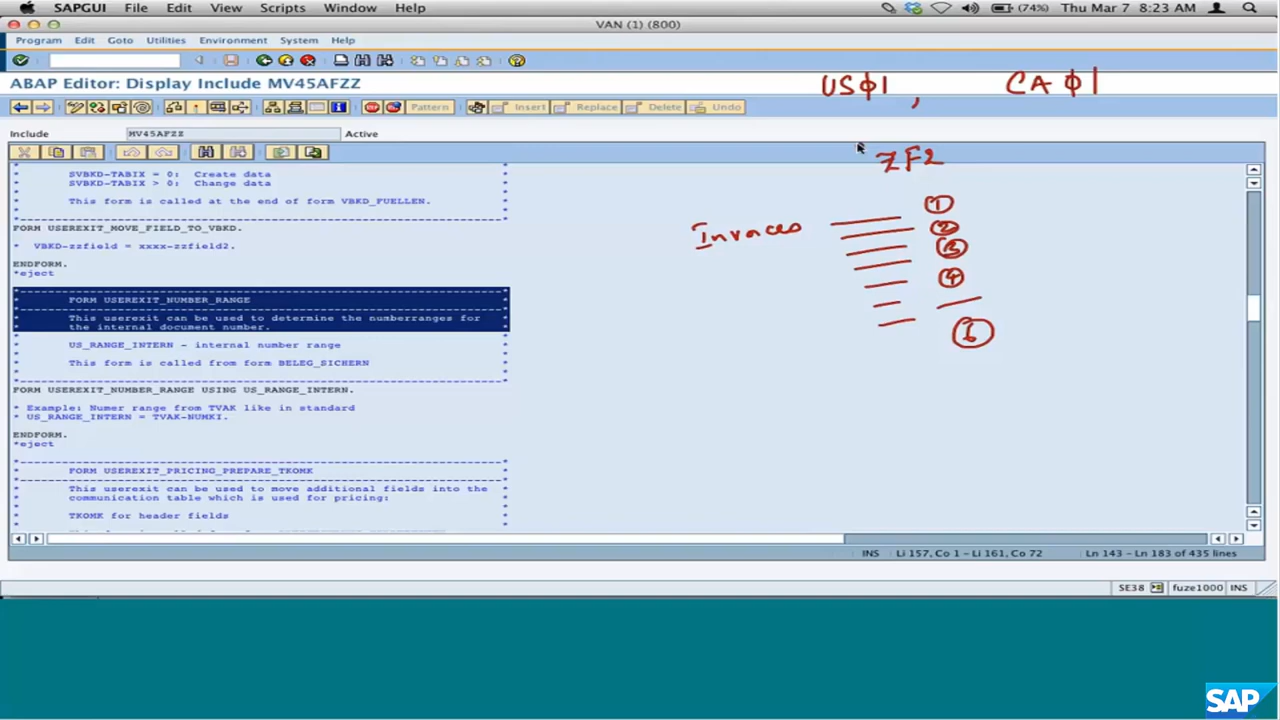 SAPGUI File Edit View Scripts Window Help (74%) Thu Mar 7 8:23 AM
VAN (1) (800)
Program Edit Goto Utilities Environment System Help
ABAP Editor: Display Include MV45AFZZ
USφ1, CA φ1
Pattern Insert Replace Delete Undo
Include MV45AFZZ Active
ZF2
* SVBKD-TABIX = 0: Create data *
* SVBKD-TABIX > 0: Change data *
* *
* This form is called at the end of form VBKD_FUELLEN. *
* *
*---------------------------------------------------------------------*
FORM USEREXIT_MOVE_FIELD_TO_VBKD.
* VBKD-zzfield = xxxx-zzfield2.
ENDFORM.
*eject
Invoices
1
2
3
4
6
*---------------------------------------------------------------------*
* FORM USEREXIT_NUMBER_RANGE *
*---------------------------------------------------------------------*
* This userexit can be used to determine the numberranges for *
* the internal document number. *
* *
* US_RANGE_INTERN - internal number range *
* *
* This form is called from form BELEG_SICHERN *
* *
*---------------------------------------------------------------------*
FORM USEREXIT_NUMBER_RANGE USING US_RANGE_INTERN.
* Example: Numer range from TVAK like in standard
* US_RANGE_INTERN = TVAK-NUMKI.
ENDFORM.
*eject
*---------------------------------------------------------------------*
* FORM USEREXIT_PRICING_PREPARE_TKOMK *
*---------------------------------------------------------------------*
* This userexit can be used to move additional fields into the *
* communication table which is used for pricing: *
* *
* TKOMK for header fields *
INS Li 157, Co 1 - Li 161, Co 72 Ln 143 - Ln 183 of 435 lines
SE38 fuze1000 INS
SAP